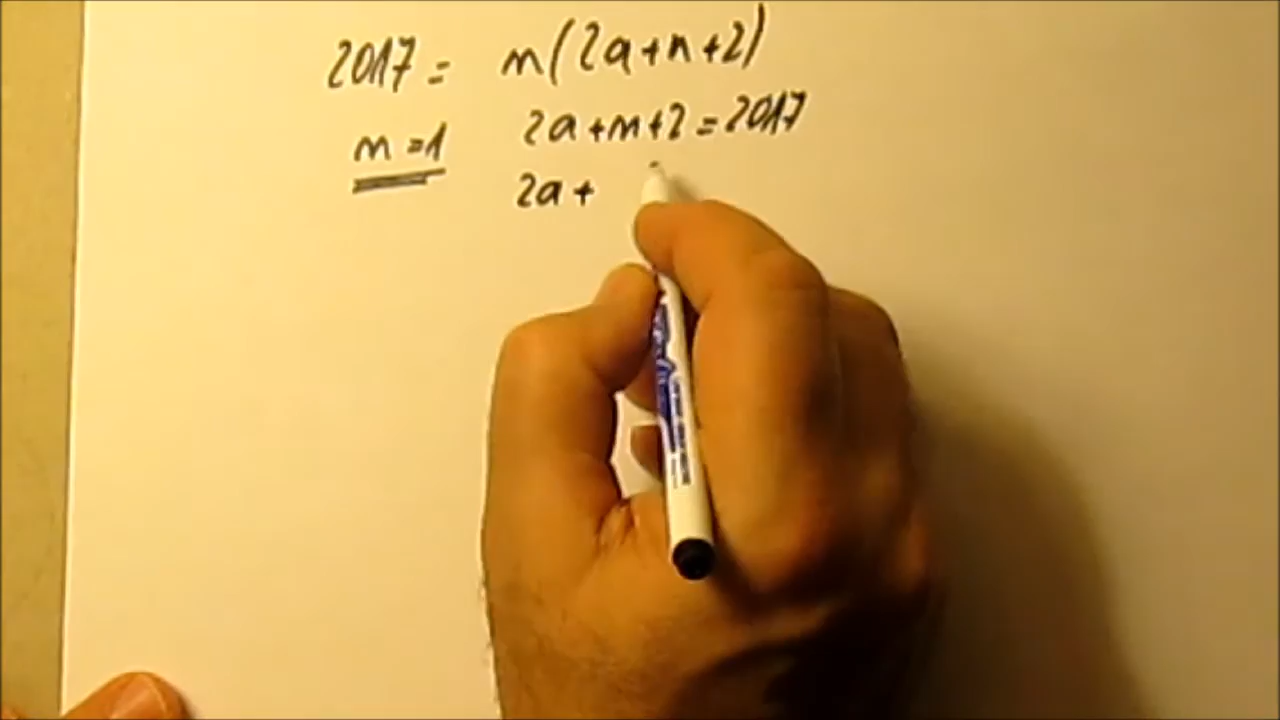 2017 = n(2a+n+2)
n=1 2a+n+2=2017
2a+